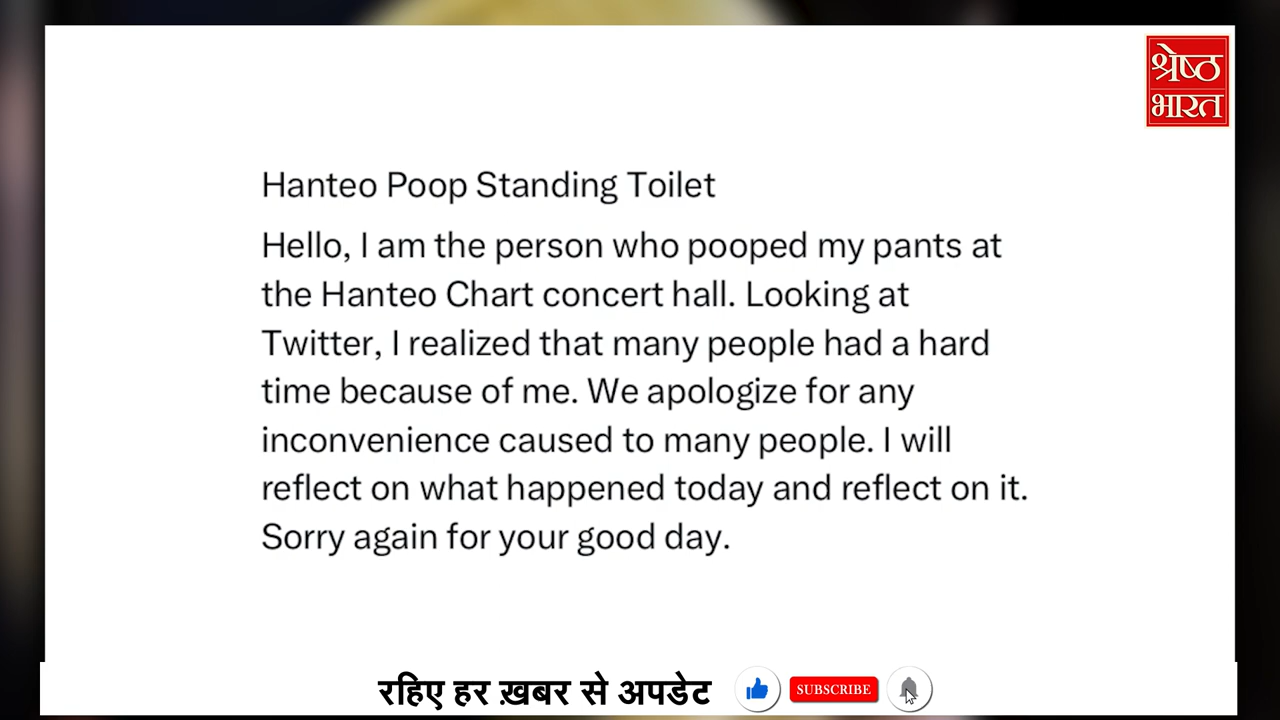 श्रेष्ठ
भारत
Hanteo Poop Standing Toilet
Hello, I am the person who pooped my pants at
the Hanteo Chart concert hall. Looking at
Twitter, I realized that many people had a hard
time because of me. We apologize for any
inconvenience caused to many people. I will
reflect on what happened today and reflect on it.
Sorry again for your good day.
रहिए हर ख़बर से अपडेट
SUBSCRIBE